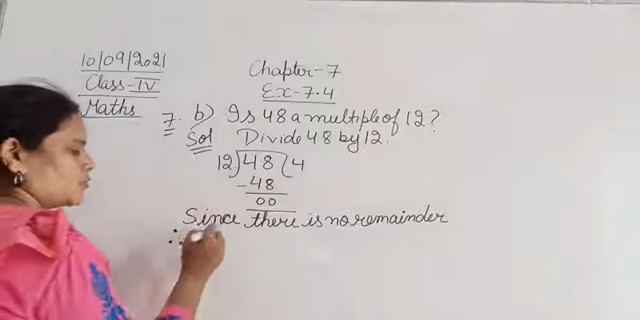 10/09/2021
Class-IV
Maths
Chapter-7
Ex-7.4
7. b) Is 48 a multiple of 12?
Sol Divide 48 by 12.
12)48(4
-48
00
Since there is no remainder
∴